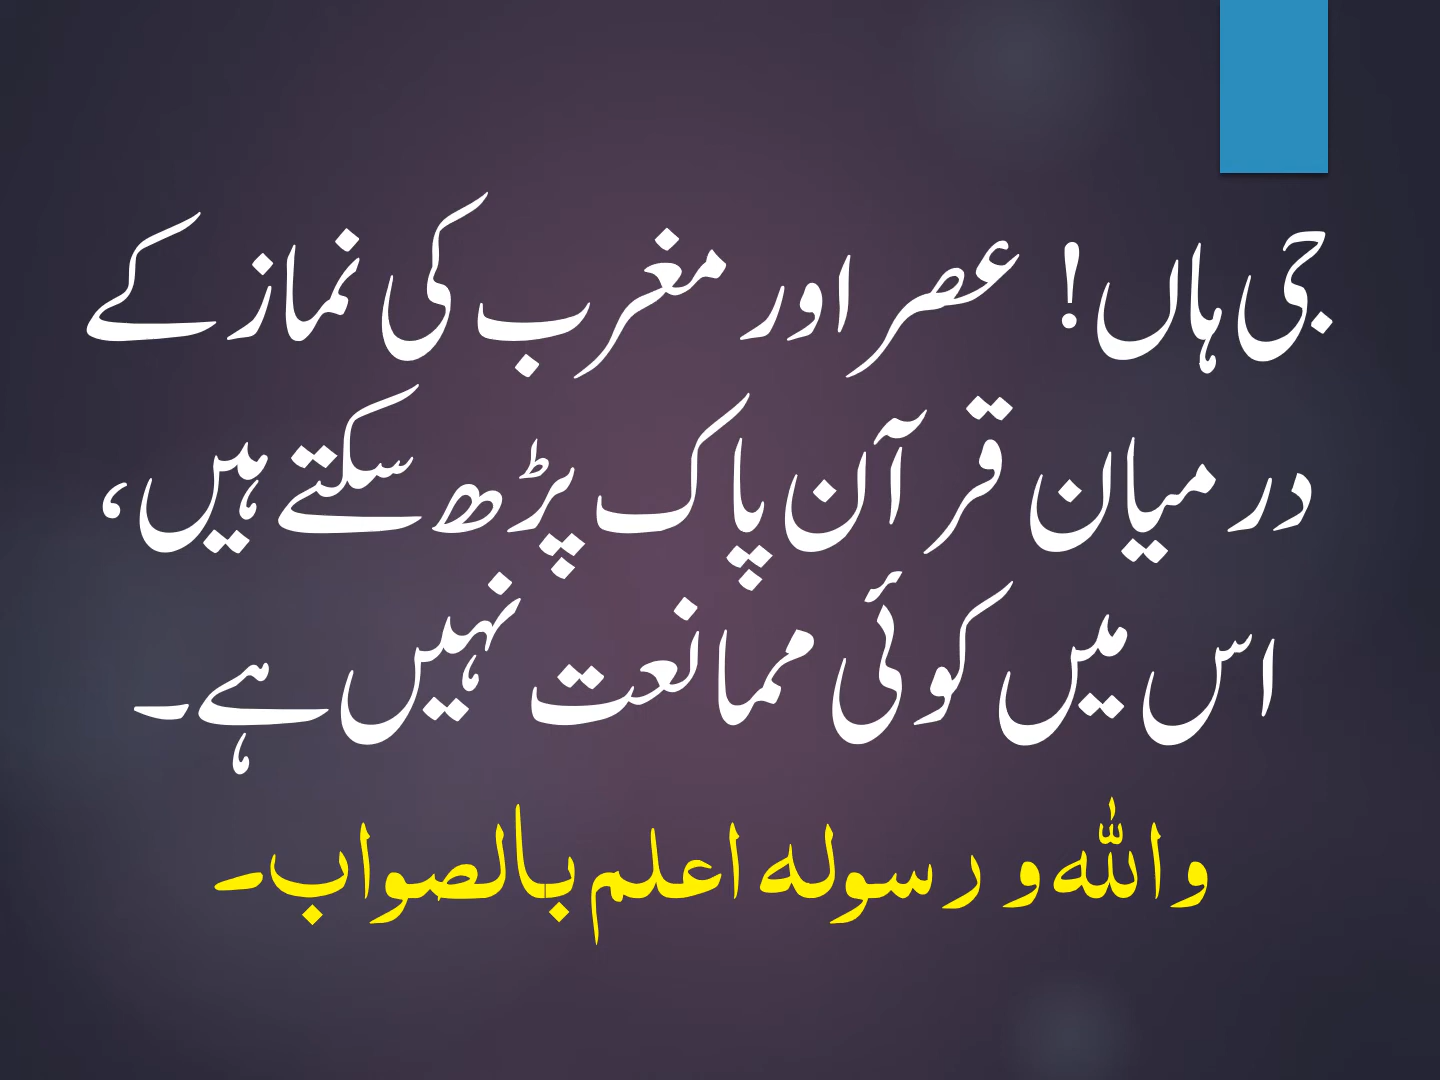 جی ہاں! عصر اور مغرب کی نماز کے
درمیان قرآن پاک پڑھ سکتے ہیں،
اس میں کوئی ممانعت نہیں ہے۔
واللہ و رسولہ اعلم بالصواب۔